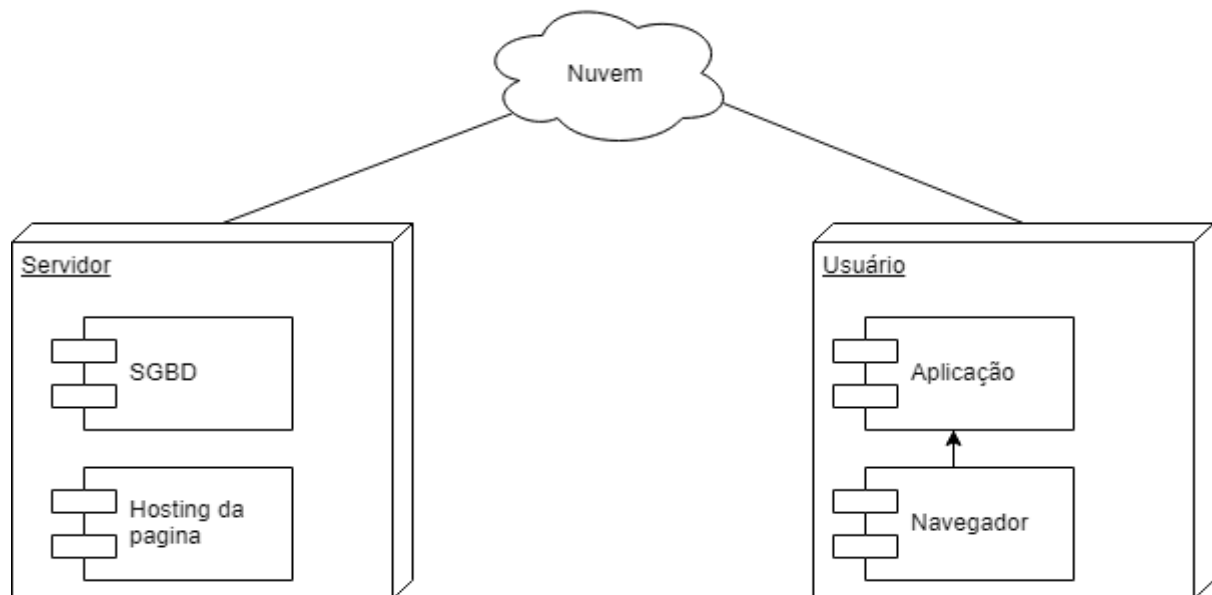 Nuvem
Servidor
SGBD
Hosting da
pagina
Usuário
Aplicação
Navegador